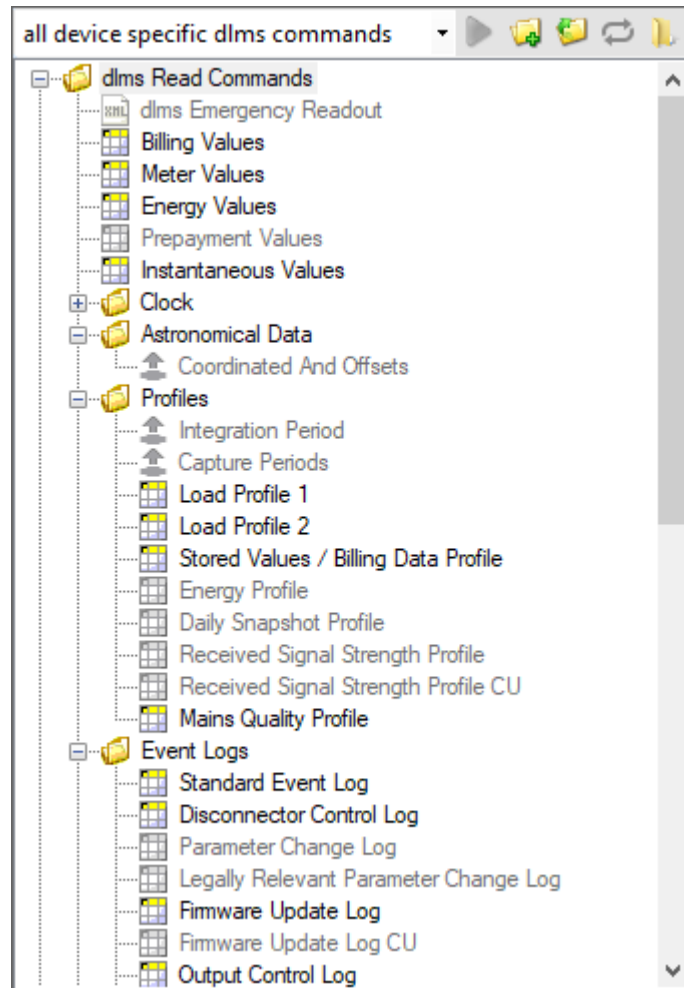 all device specific dlms commands
dlms Read Commands
XML dlms Emergency Readout
Billing Values
Meter Values
Energy Values
Prepayment Values
Instantaneous Values
Clock
Astronomical Data
Coordinated And Offsets
Profiles
Integration Period
Capture Periods
Load Profile 1
Load Profile 2
Stored Values / Billing Data Profile
Energy Profile
Daily Snapshot Profile
Received Signal Strength Profile
Received Signal Strength Profile CU
Mains Quality Profile
Event Logs
Standard Event Log
Disconnector Control Log
Parameter Change Log
Legally Relevant Parameter Change Log
Firmware Update Log
Firmware Update Log CU
Output Control Log